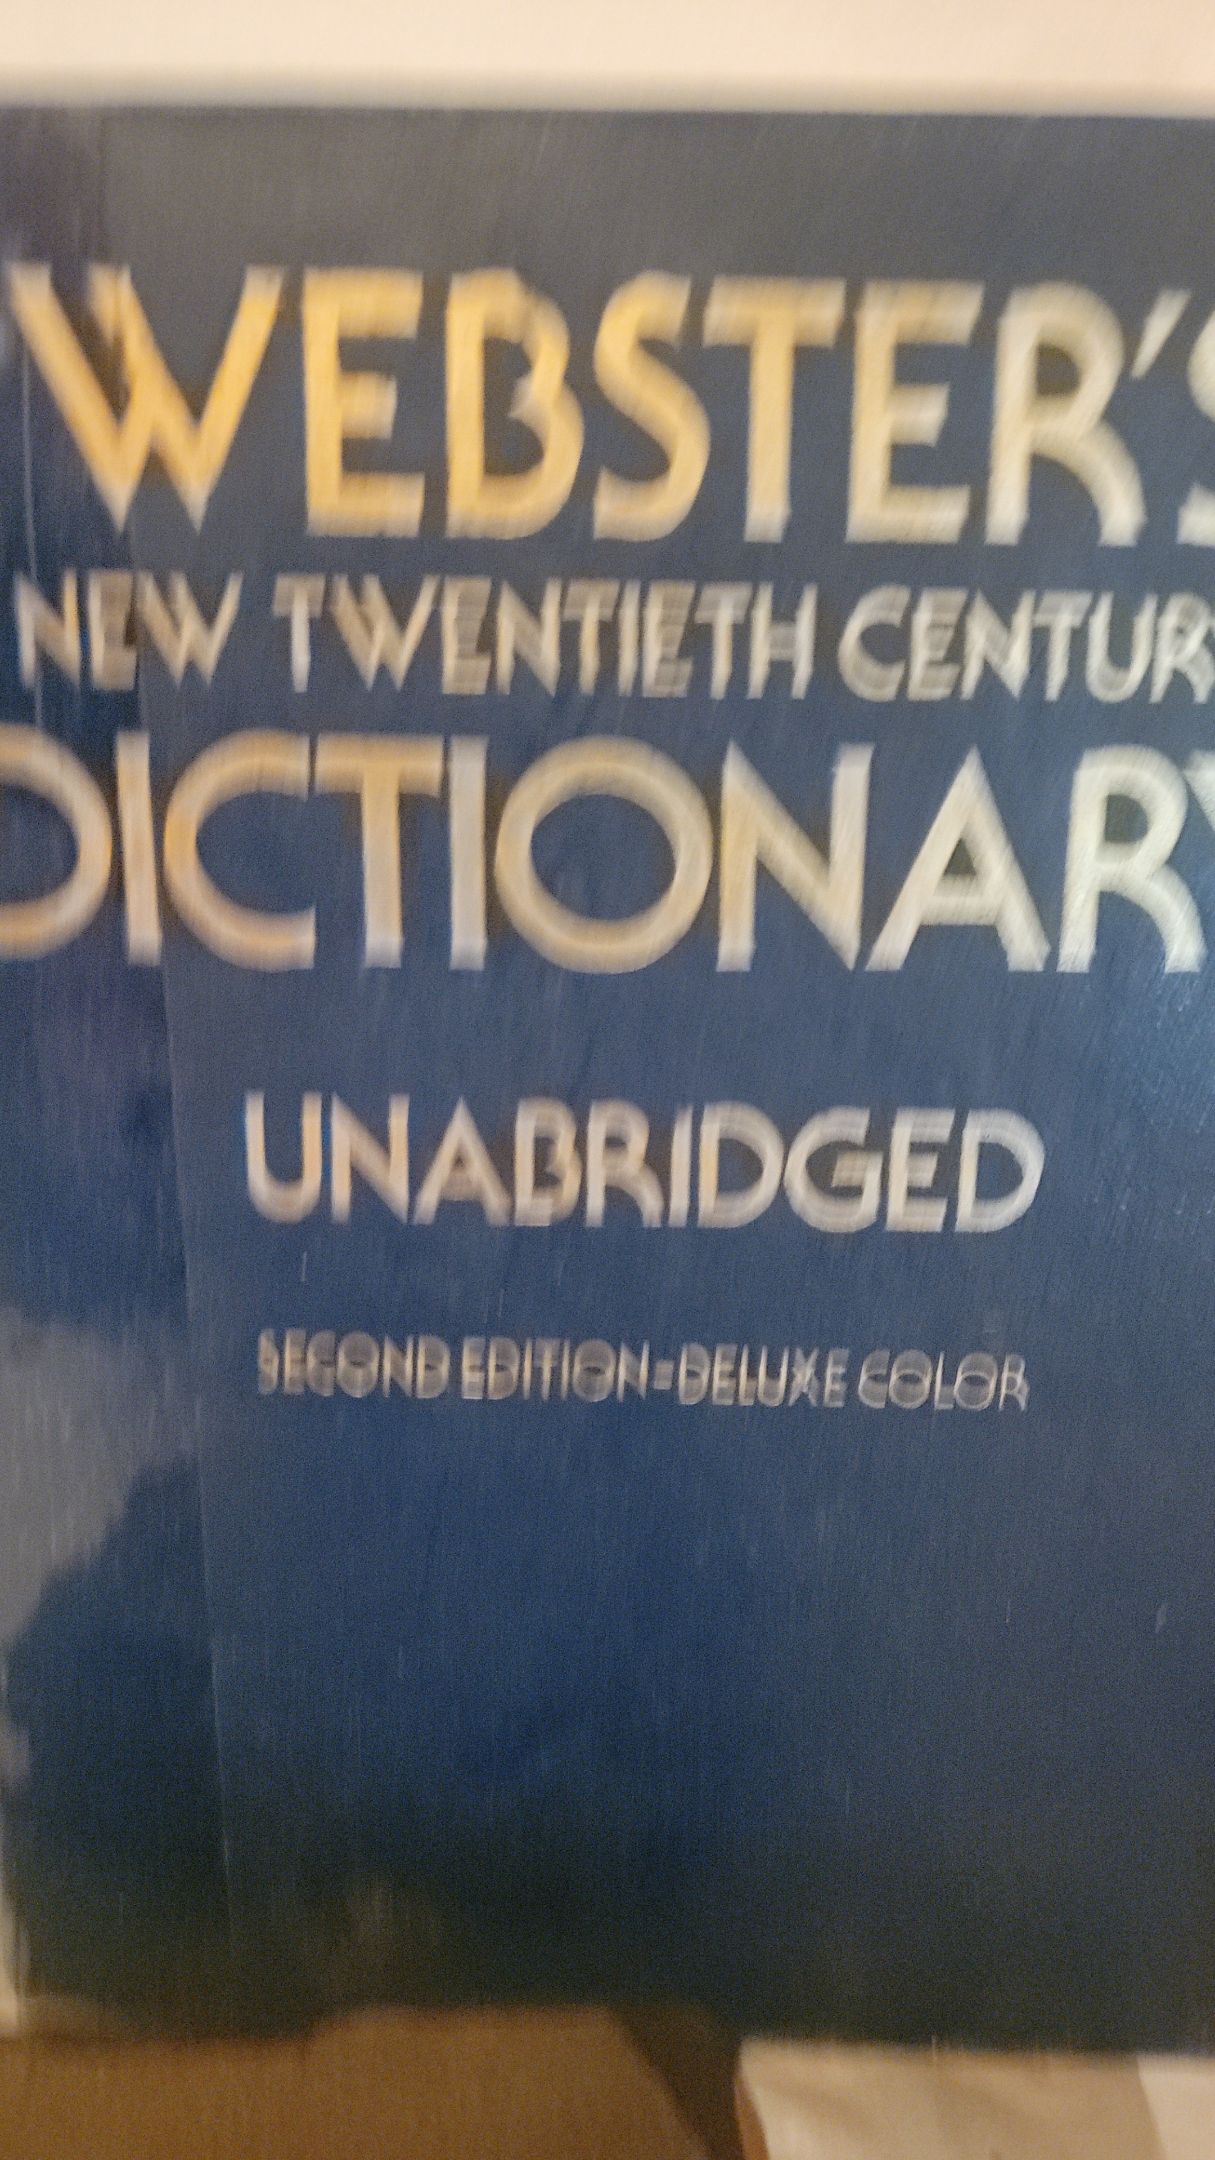 WEBSTER'S
NEW TWENTIETH CENTURY
DICTIONARY
UNABRIDGED
SECOND EDITION-DELUXE COLOR